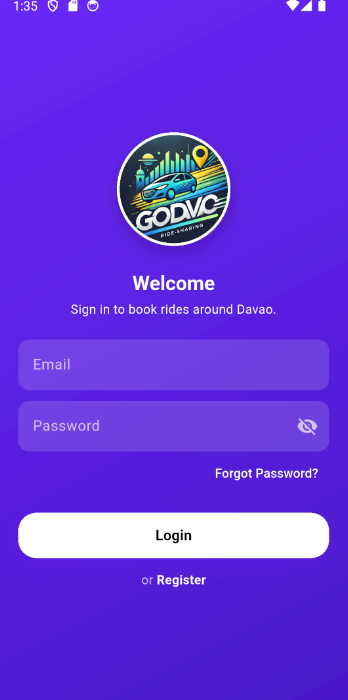 1:35
GODVC
RIDE-SHARING
Welcome
Sign in to book rides around Davao.
Email
Password
Forgot Password?
Login
or Register